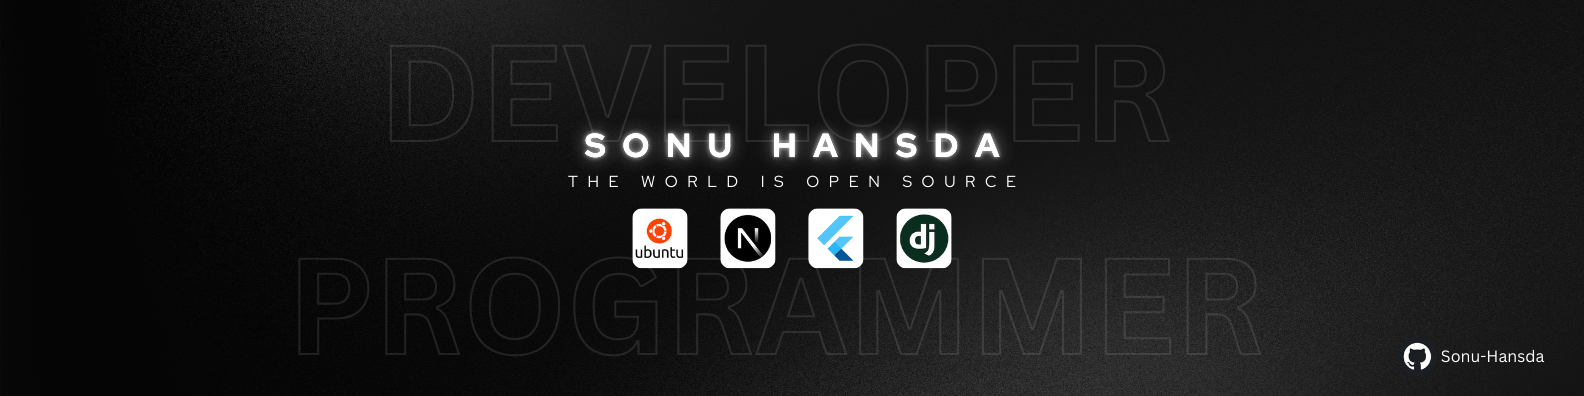 DEVELOPER
SONU HANSDA
THE WORLD IS OPEN SOURCE
ubuntu
N
dj
PROGRAMMER
Sonu-Hansda